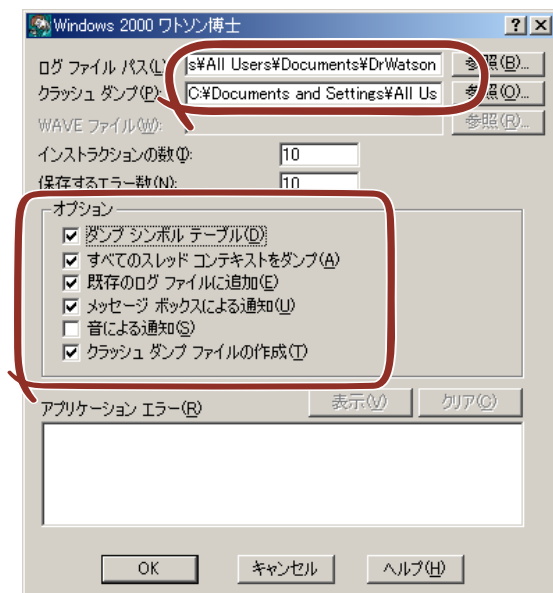 Windows 2000 ワトソン博士
ログ ファイル パス(L) s¥All Users¥Documents¥DrWatson 参照(B)...
クラッシュ ダンプ(P): C:¥Documents and Settings¥All Us 参照(O)...
WAVE ファイル(W): 参照(R)...
インストラクションの数(I): 10
保存するエラー数(N): 10
オプション
ダンプ シンボル テーブル(D)
すべてのスレッド コンテキストをダンプ(A)
既存のログ ファイルに追加(E)
メッセージ ボックスによる通知(U)
音による通知(S)
クラッシュ ダンプ ファイルの作成(T)
アプリケーション エラー(R) 表示(V) クリア(C)
OK キャンセル ヘルプ(H)